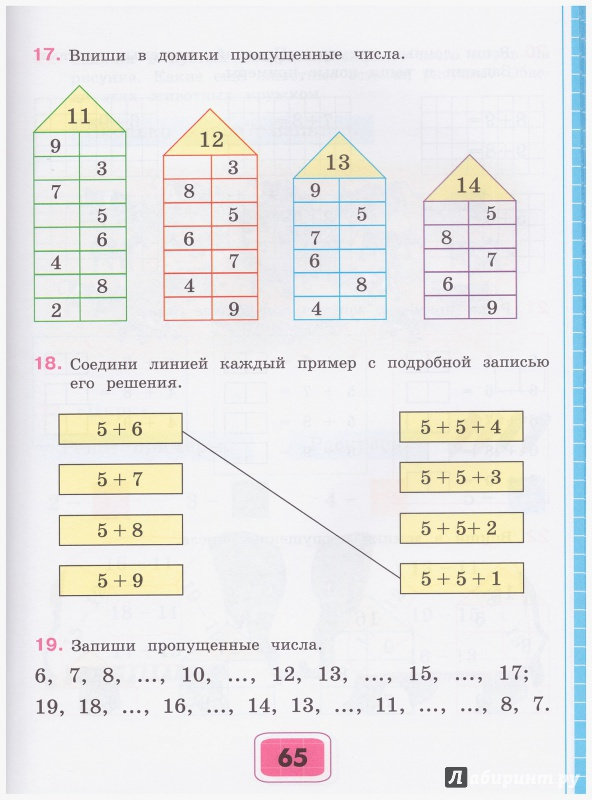 17. Впиши в домики пропущенные числа.
11
9
3
7
5
6
4
8
2
12
3
8
5
6
7
4
9
13
9
5
7
6
8
4
14
5
8
7
6
9
18. Соедини линией каждый пример с подробной записью
его решения.
5 + 6
5 + 5 + 4
5 + 7
5 + 5 + 3
5 + 8
5 + 5 + 2
5 + 9
5 + 5 + 1
19. Запиши пропущенные числа.
6, 7, 8, ..., 10, ..., 12, 13, ..., 15, ..., 17;
19, 18, ..., 16, ..., 14, 13, ..., 11, ..., ..., 8, 7.
65
Лабиринт.ру